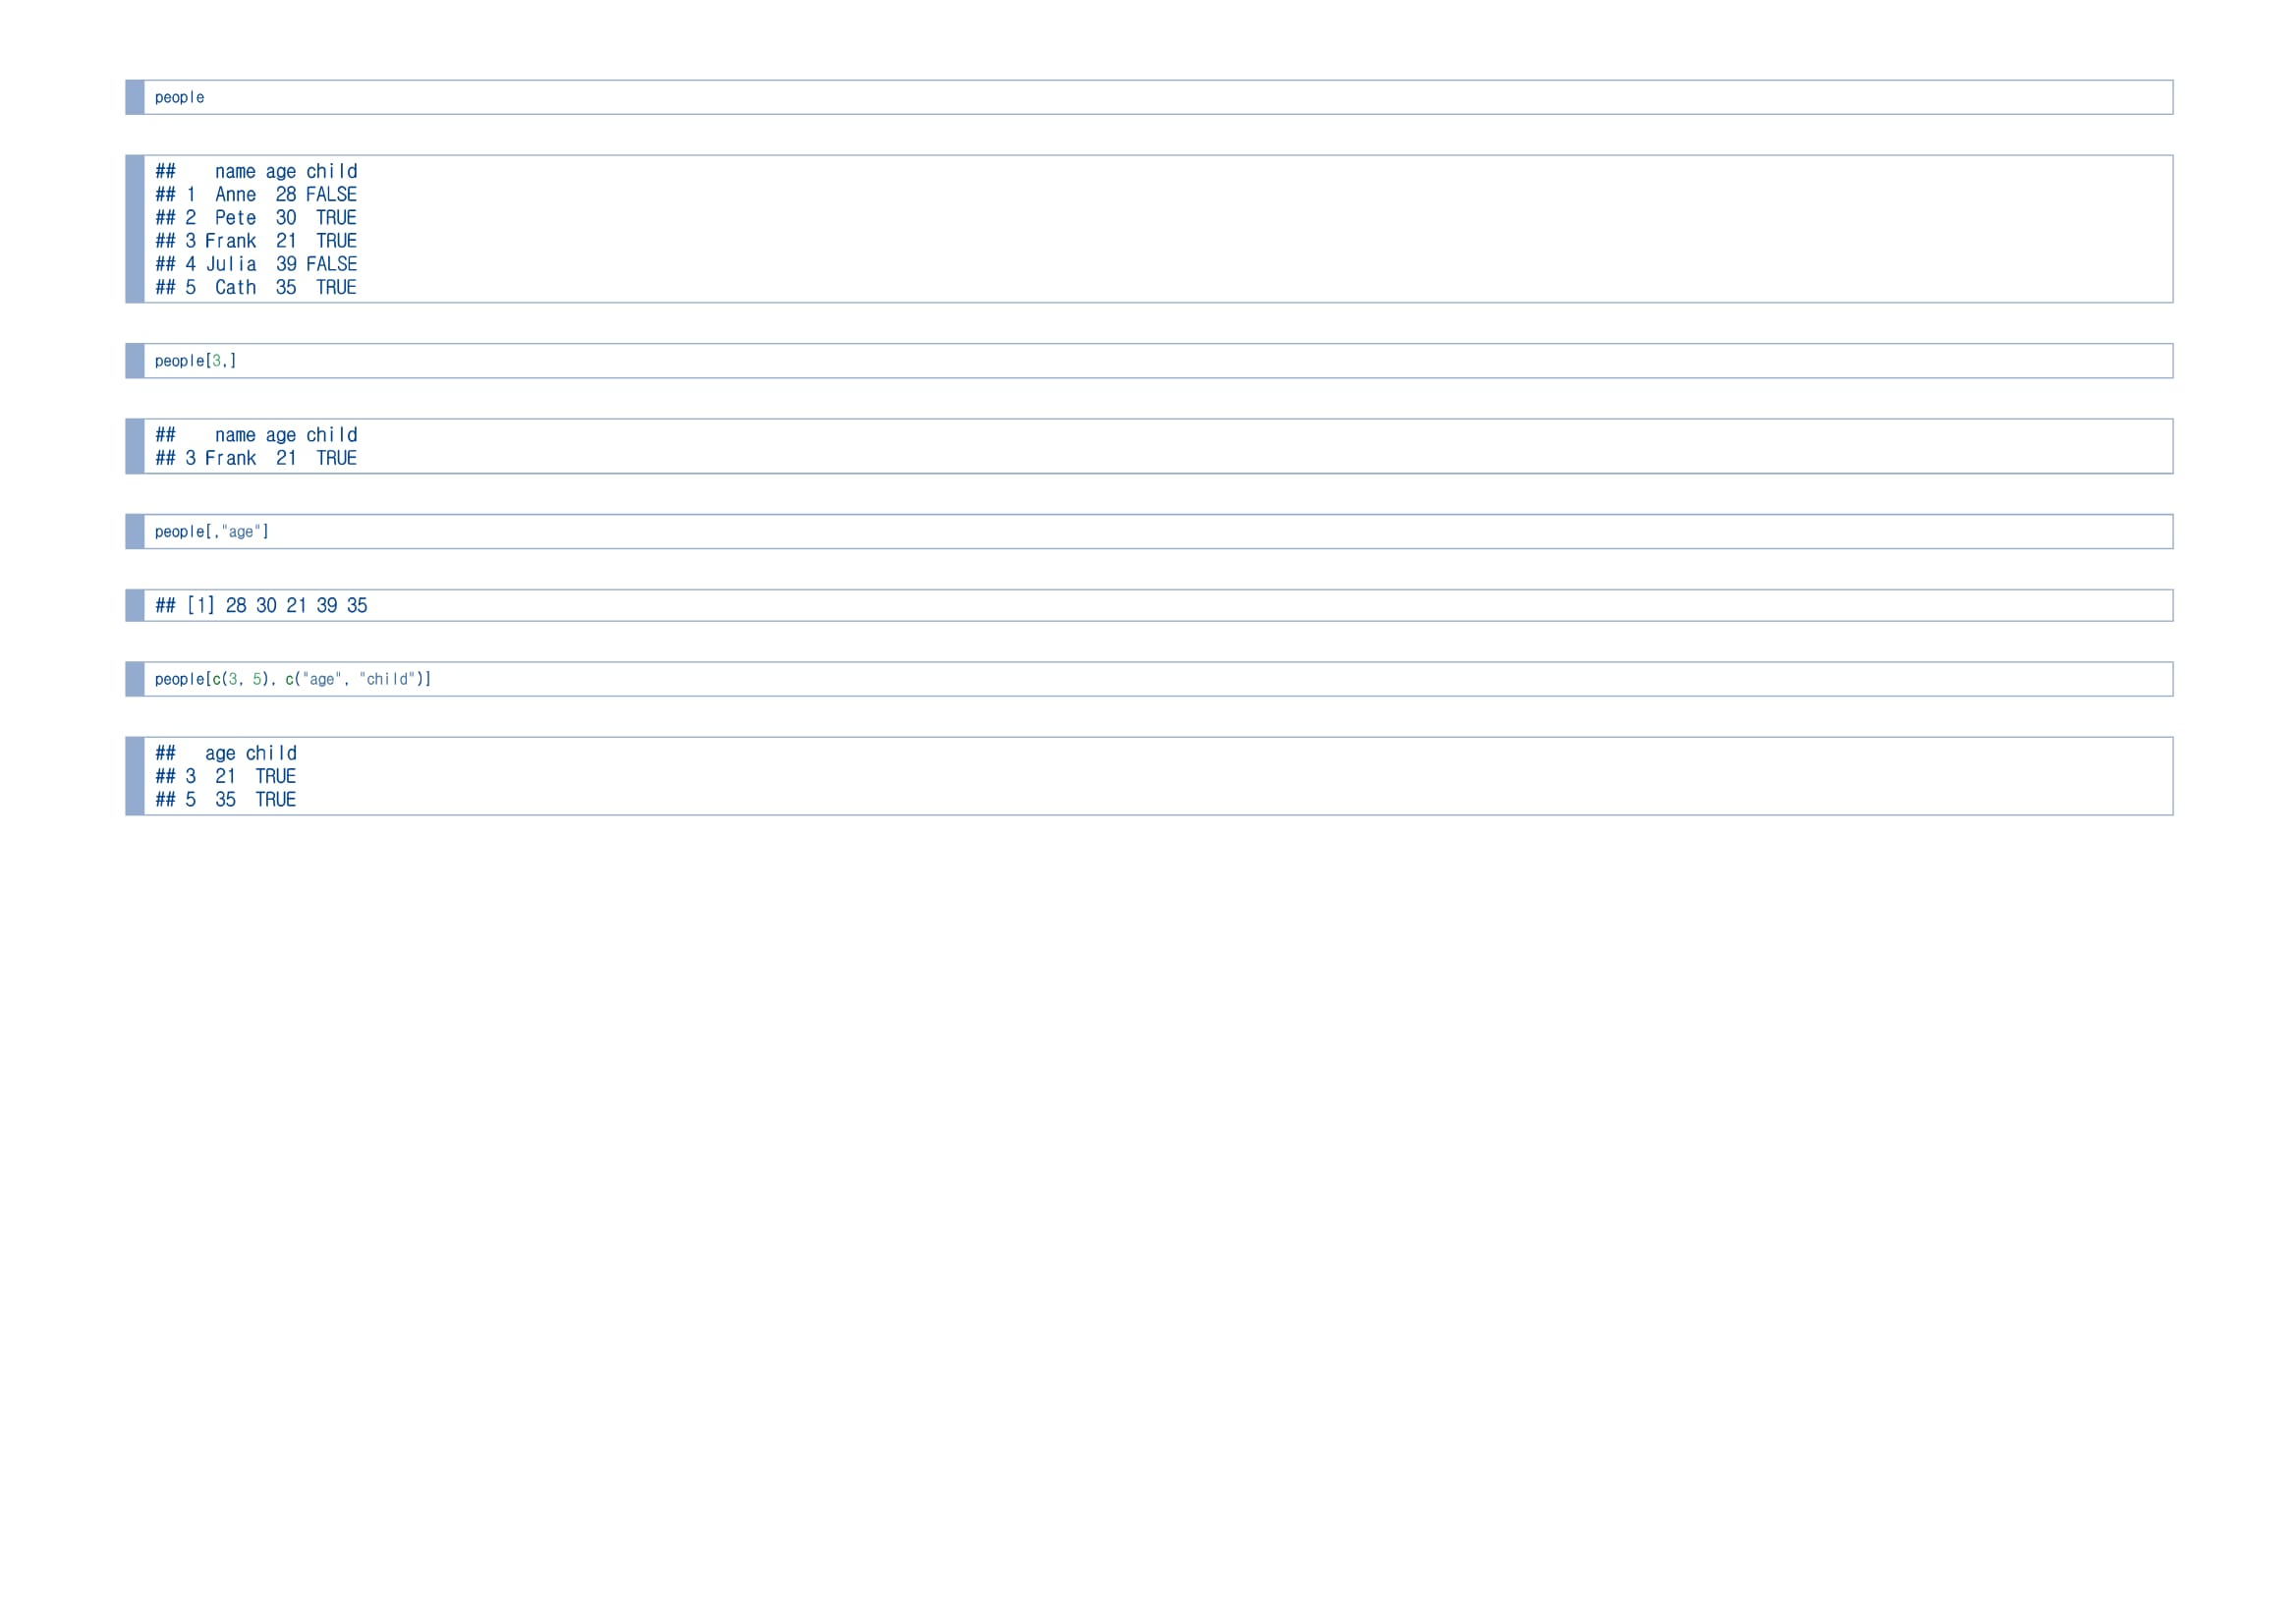 people
##    name age child
## 1  Anne  28 FALSE
## 2  Pete  30  TRUE
## 3 Frank  21  TRUE
## 4 Julia  39 FALSE
## 5  Cath  35  TRUE
people[3,]
##    name age child
## 3 Frank  21  TRUE
people[,"age"]
## [1] 28 30 21 39 35
people[c(3, 5), c("age", "child")]
##   age child
## 3  21  TRUE
## 5  35  TRUE